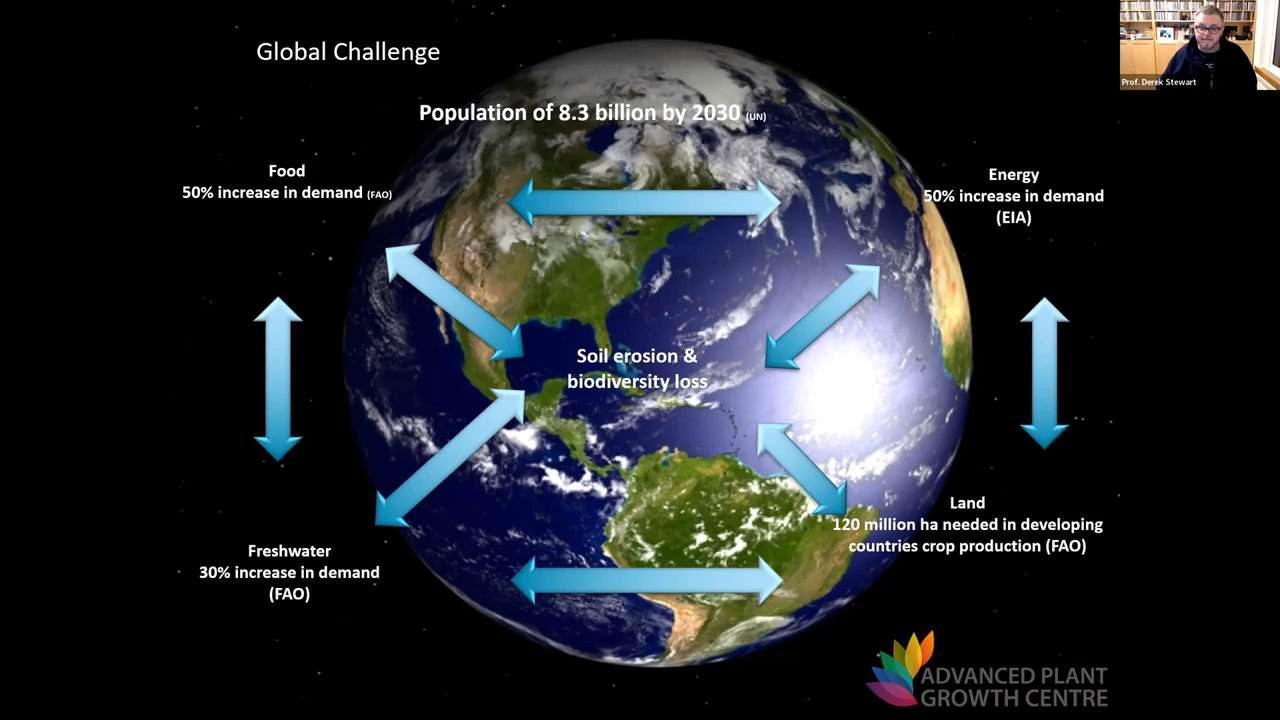 Global Challenge
Prof. Derek Stewart
Population of 8.3 billion by 2030 (UN)
Food
50% increase in demand (FAO)
Energy
50% increase in demand
(EIA)
Soil erosion &
biodiversity loss
Land
120 million ha needed in developing
countries crop production (FAO)
Freshwater
30% increase in demand
(FAO)
ADVANCED PLANT
GROWTH CENTRE